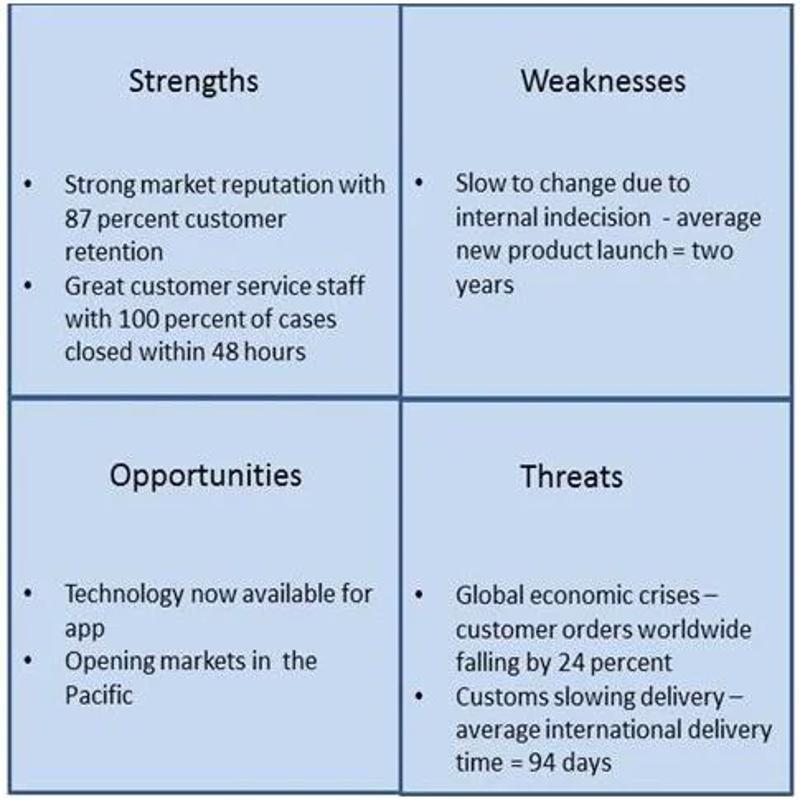 Strengths
• Strong market reputation with
87 percent customer
retention
• Great customer service staff
with 100 percent of cases
closed within 48 hours
Weaknesses
• Slow to change due to
internal indecision - average
new product launch = two
years
Opportunities
• Technology now available for
app
• Opening markets in the
Pacific
Threats
• Global economic crises –
customer orders worldwide
falling by 24 percent
• Customs slowing delivery –
average international delivery
time = 94 days